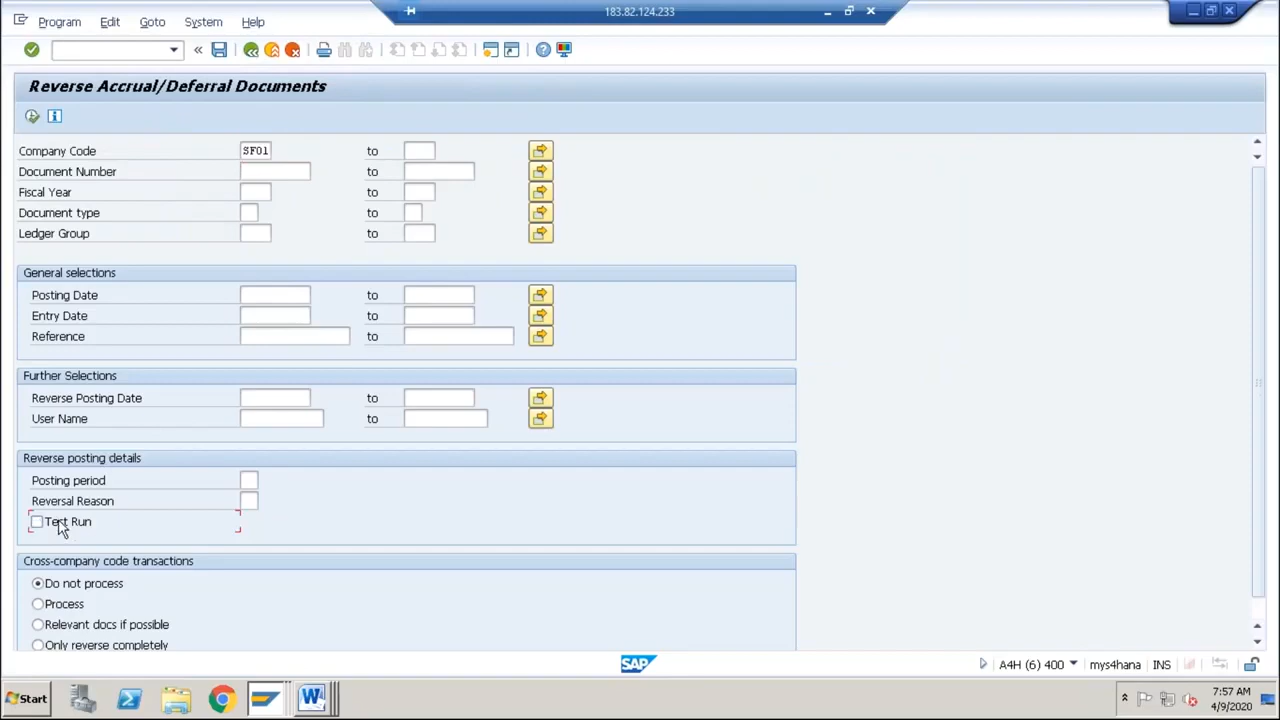 183.82.124.233
Program Edit Goto System Help
Reverse Accrual/Deferral Documents
Company Code SF01 to
Document Number to
Fiscal Year to
Document type to
Ledger Group to
General selections
Posting Date to
Entry Date to
Reference to
Further Selections
Reverse Posting Date to
User Name to
Reverse posting details
Posting period
Reversal Reason
Test Run
Cross-company code transactions
Do not process
Process
Relevant docs if possible
Only reverse completely
SAP
A4H (6) 400 mys4hana INS
Start
7:57 AM
4/9/2020